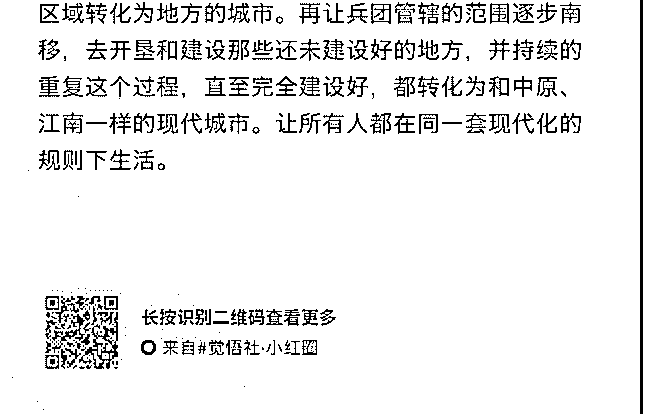 区域转化为地方的城市。再让兵团管辖的范围逐步南
移，去开垦和建设那些还未建设好的地方，并持续的
重复这个过程，直至完全建设好，都转化为和中原、
江南一样的现代城市。让所有人都在同一套现代化的
规则下生活。
长按识别二维码查看更多
来自#觉悟社·小红圈